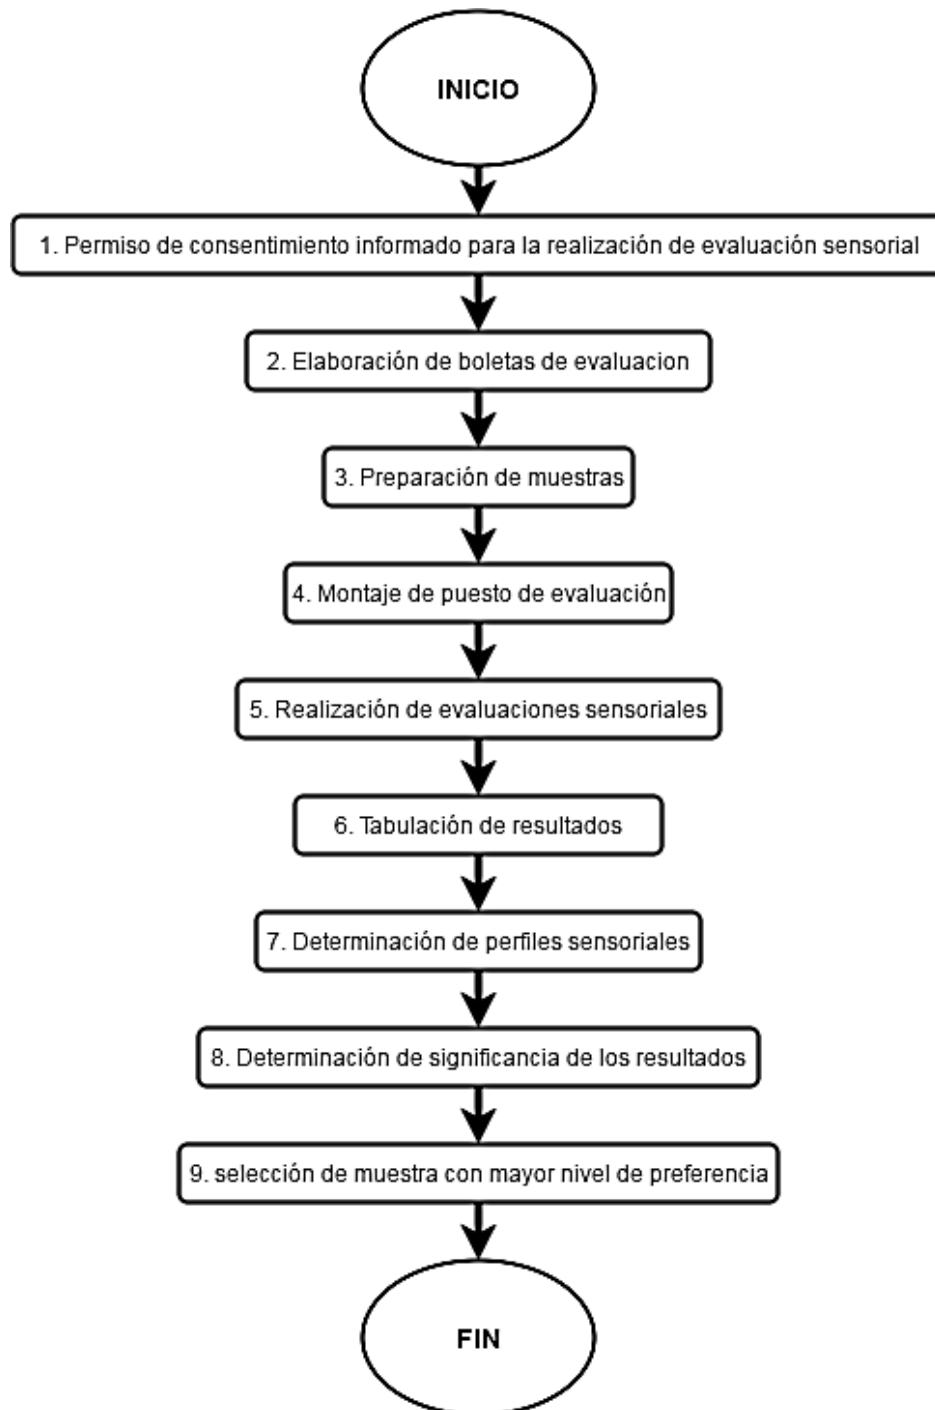 INICIO
1. Permiso de consentimiento informado para la realización de evaluación sensorial
2. Elaboración de boletas de evaluacion
3. Preparación de muestras
4. Montaje de puesto de evaluación
5. Realización de evaluaciones sensoriales
6. Tabulación de resultados
7. Determinación de perfiles sensoriales
8. Determinación de significancia de los resultados
9. selección de muestra con mayor nivel de preferencia
FIN